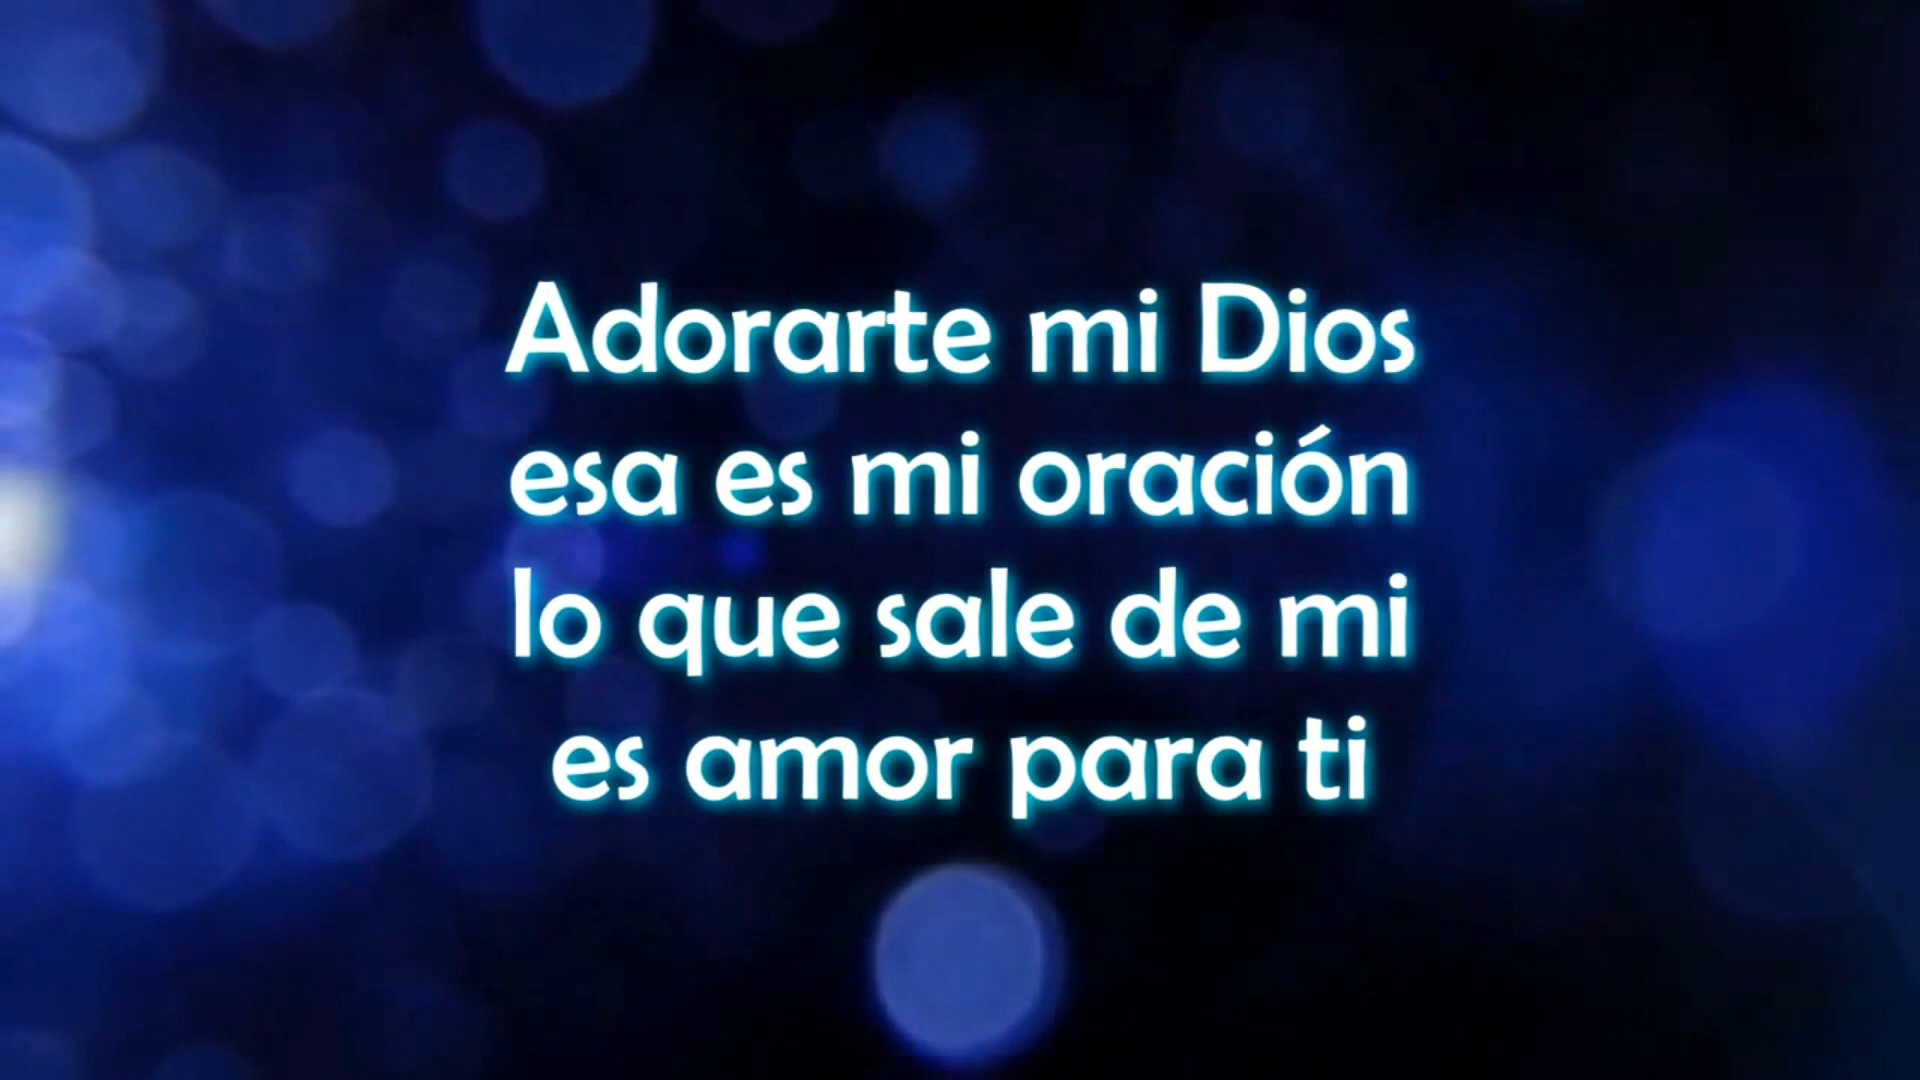 Adorarte mi Dios
esa es mi oración
lo que sale de mi
es amor para ti